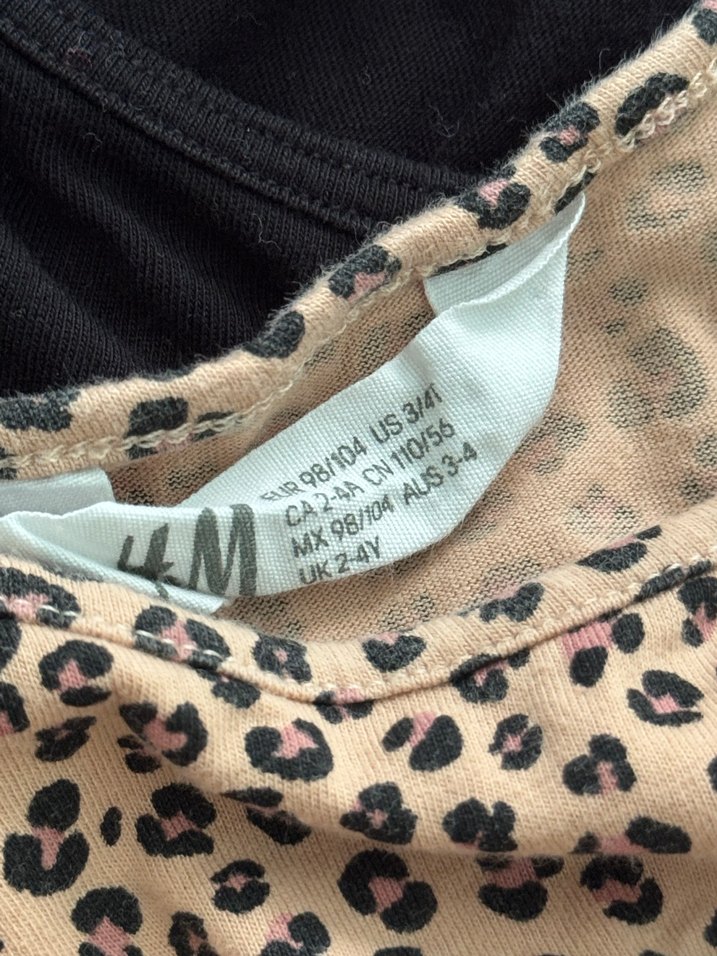 H&M
EUR 98/104 US 3/4T
CA 2-4A CN 110/56
MX 98/104 AUS 3-4
UK 2-4Y